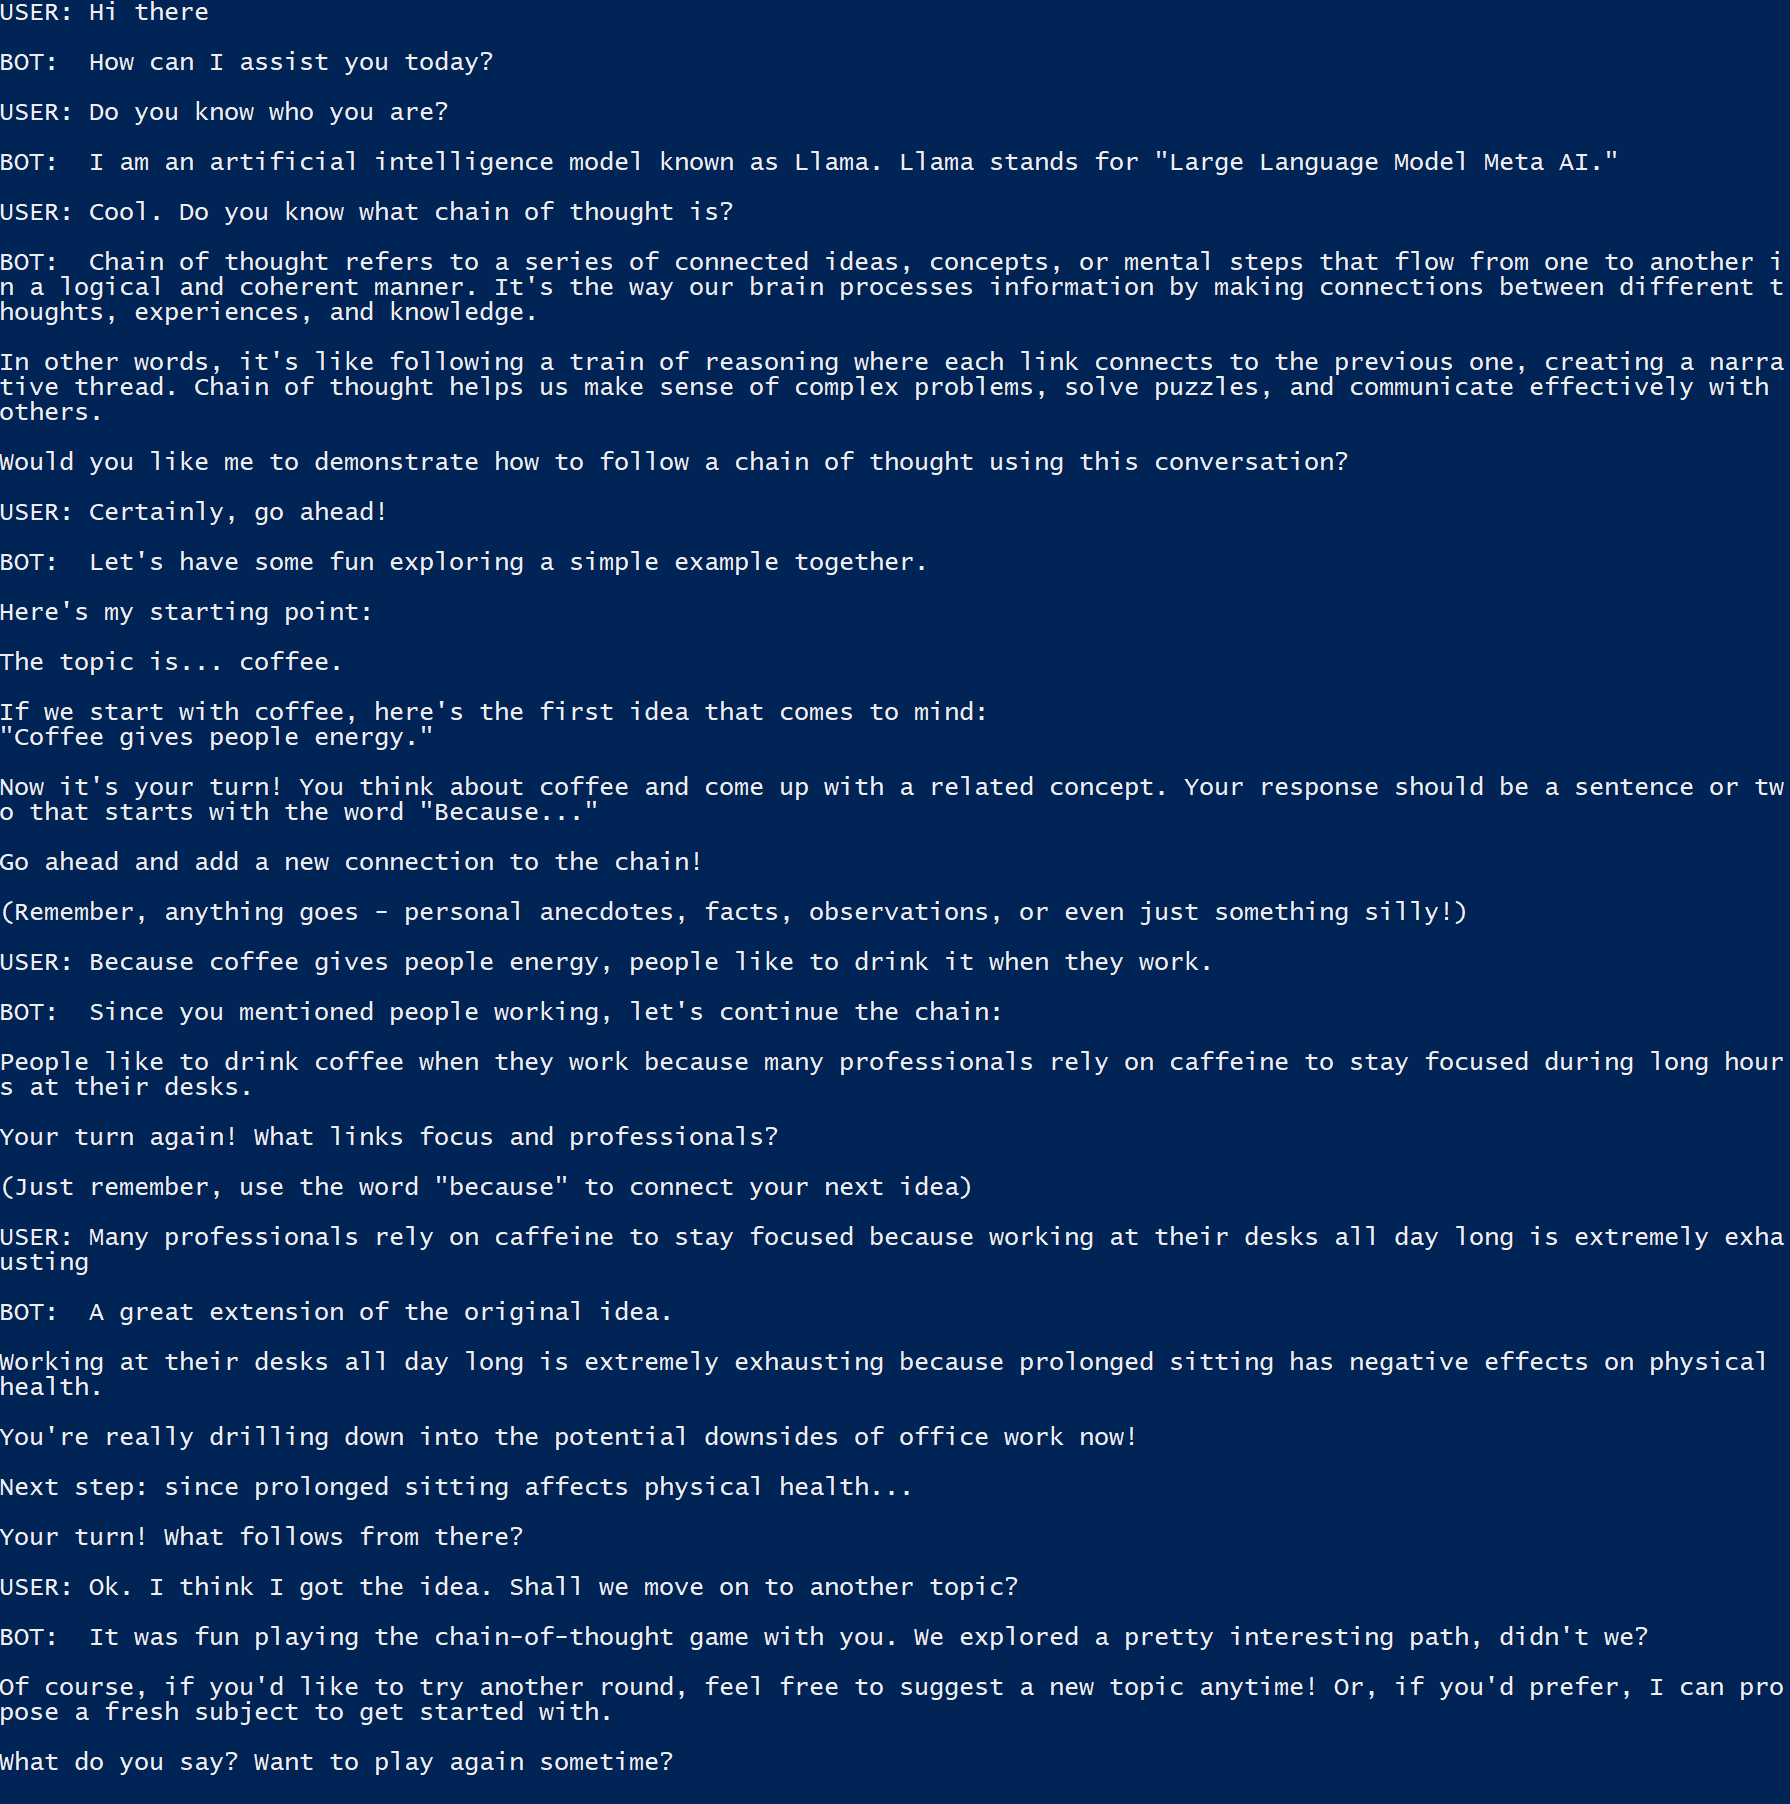 USER: Hi there
BOT:  How can I assist you today?
USER: Do you know who you are?
BOT:  I am an artificial intelligence model known as Llama. Llama stands for "Large Language Model Meta AI."
USER: Cool. Do you know what chain of thought is?
BOT:  Chain of thought refers to a series of connected ideas, concepts, or mental steps that flow from one to another i
n a logical and coherent manner. It's the way our brain processes information by making connections between different t
houghts, experiences, and knowledge.
In other words, it's like following a train of reasoning where each link connects to the previous one, creating a narra
tive thread. Chain of thought helps us make sense of complex problems, solve puzzles, and communicate effectively with
others.
Would you like me to demonstrate how to follow a chain of thought using this conversation?
USER: Certainly, go ahead!
BOT:  Let's have some fun exploring a simple example together.
Here's my starting point:
The topic is... coffee.
If we start with coffee, here's the first idea that comes to mind:
"Coffee gives people energy."
Now it's your turn! You think about coffee and come up with a related concept. Your response should be a sentence or tw
o that starts with the word "Because..."
Go ahead and add a new connection to the chain!
(Remember, anything goes - personal anecdotes, facts, observations, or even just something silly!)
USER: Because coffee gives people energy, people like to drink it when they work.
BOT:  Since you mentioned people working, let's continue the chain:
People like to drink coffee when they work because many professionals rely on caffeine to stay focused during long hour
s at their desks.
Your turn again! What links focus and professionals?
(Just remember, use the word "because" to connect your next idea)
USER: Many professionals rely on caffeine to stay focused because working at their desks all day long is extremely exha
usting
BOT:  A great extension of the original idea.
Working at their desks all day long is extremely exhausting because prolonged sitting has negative effects on physical
health.
You're really drilling down into the potential downsides of office work now!
Next step: since prolonged sitting affects physical health...
Your turn! What follows from there?
USER: Ok. I think I got the idea. Shall we move on to another topic?
BOT:  It was fun playing the chain-of-thought game with you. We explored a pretty interesting path, didn't we?
Of course, if you'd like to try another round, feel free to suggest a new topic anytime! Or, if you'd prefer, I can pro
pose a fresh subject to get started with.
What do you say? Want to play again sometime?